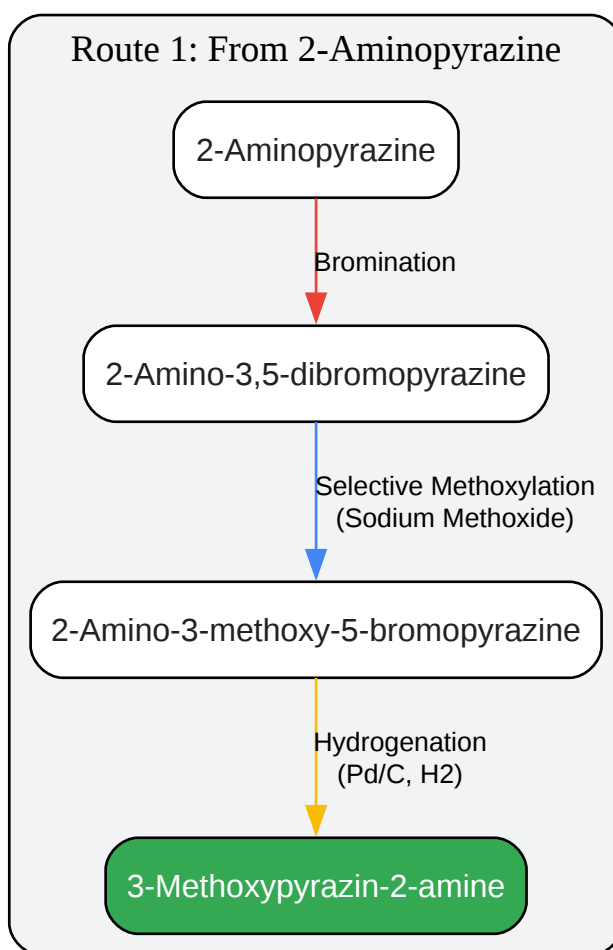 Route 1: From 2-Aminopyrazine
2-Aminopyrazine
Bromination
2-Amino-3,5-dibromopyrazine
Selective Methoxylation
(Sodium Methoxide)
2-Amino-3-methoxy-5-bromopyrazine
Hydrogenation
(Pd/C, H2)
3-Methoxypyrazin-2-amine